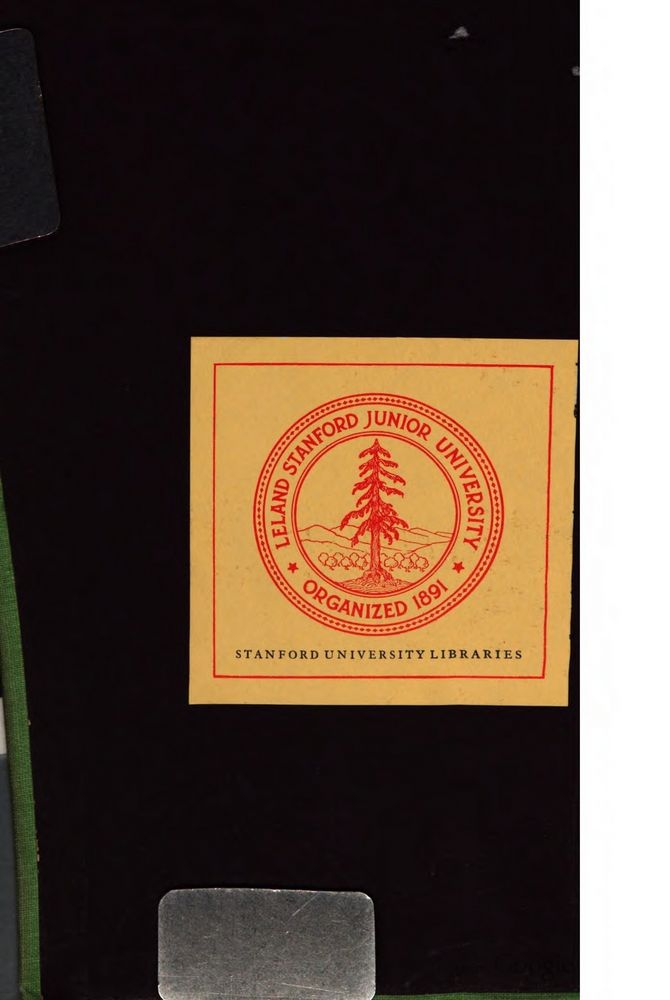 LELAND STANFORD JUNIOR UNIVERSITY
ORGANIZED 1891
STANFORD UNIVERSITY LIBRARIES